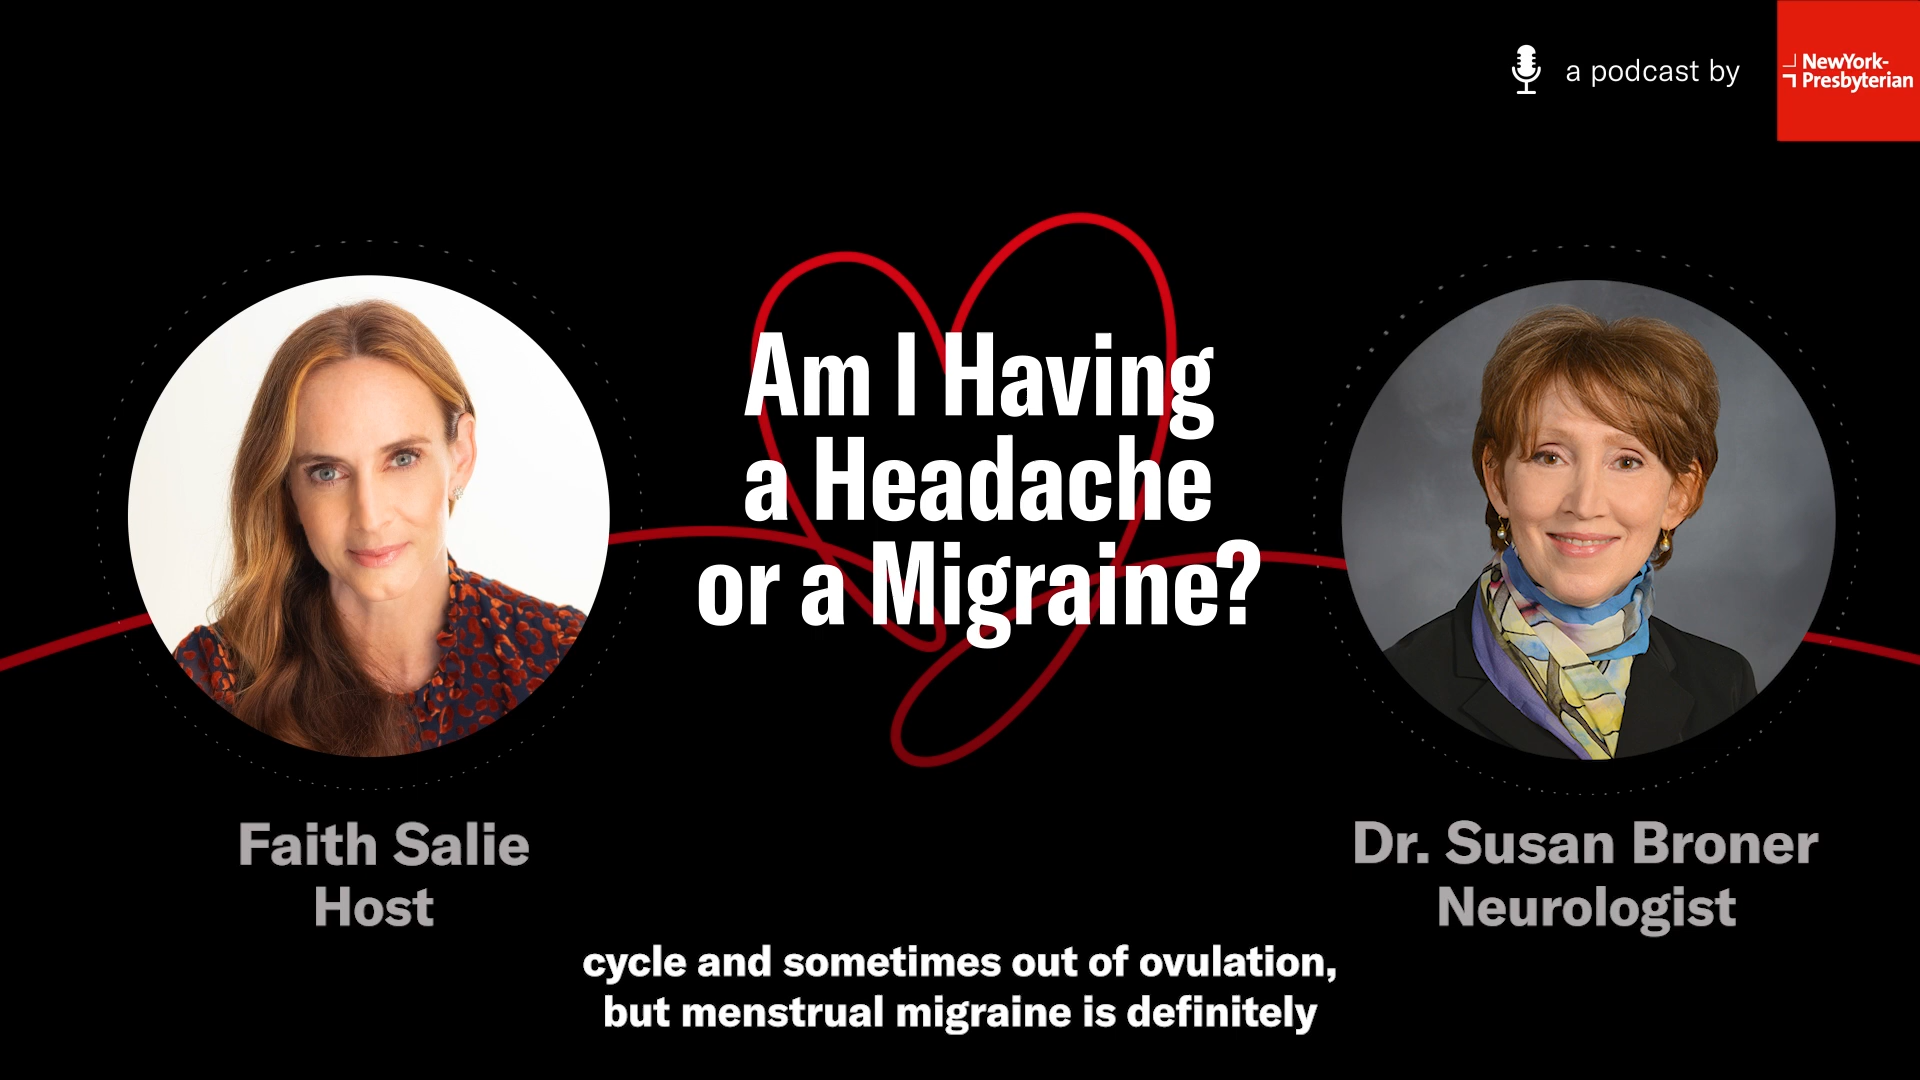 a podcast by
NewYork-
Presbyterian
Am I Having
a Headache
or a Migraine?
Faith Salie
Host
Dr. Susan Broner
Neurologist
cycle and sometimes out of ovulation,
but menstrual migraine is definitely